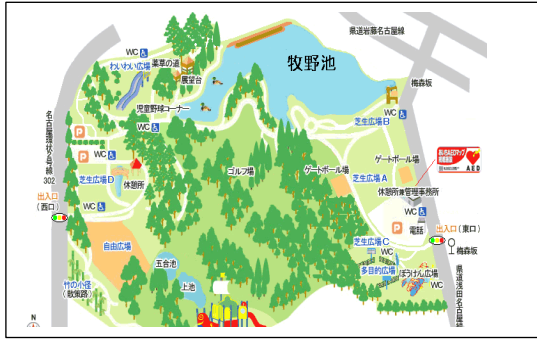 県道岩藤名古屋線
牧野池
WC
薬草の道
わいわい広場
展望台
梅森坂
WC
児童野球コーナー
WC
芝生広場B
名古屋環状2号線
302
P
P
WC
休憩所
芝生広場D
ゴルフ場
ゲートボール場
ゲートボール場
芝生広場A
AED
休憩所兼管理事務所
WC
出入口
(西口)
WC
P
電話
出入口(東口)
自由広場
芝生広場C
WC
梅森坂
五合池
多目的広場
ぼうけん広場
竹の小径
(散策路)
上池
WC
県道浅田名古屋線
N